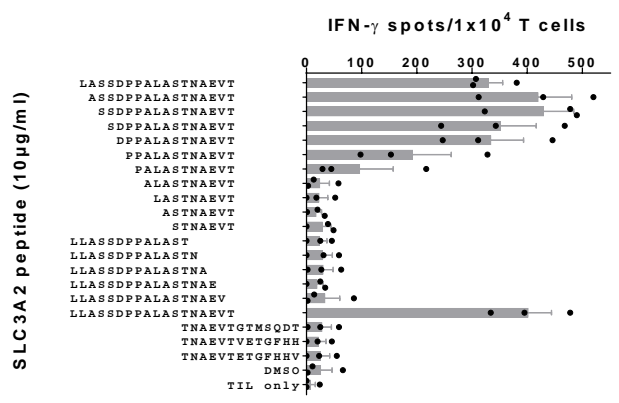 IFN-γ spots/1x10⁴ T cells
0 100 200 300 400 500
SLC3A2 peptide (10µg/ml)
LASSDPPALASTNAEVT
ASSDPPALASTNAEVT
SSDPPALASTNAEVT
SDPPALASTNAEVT
DPPALASTNAEVT
PPALASTNAEVT
PALASTNAEVT
ALASTNAEVT
LASTNAEVT
ASTNAEVT
STNAEVT
LLASSDPPALAST
LLASSDPPALASTN
LLASSDPPALASTNA
LLASSDPPALASTNAE
LLASSDPPALASTNAEV
LLASSDPPALASTNAEVT
TNAEVTGTMSQDT
TNAEVTVETGFHH
TNAEVTETGFHHV
DMSO
TIL only